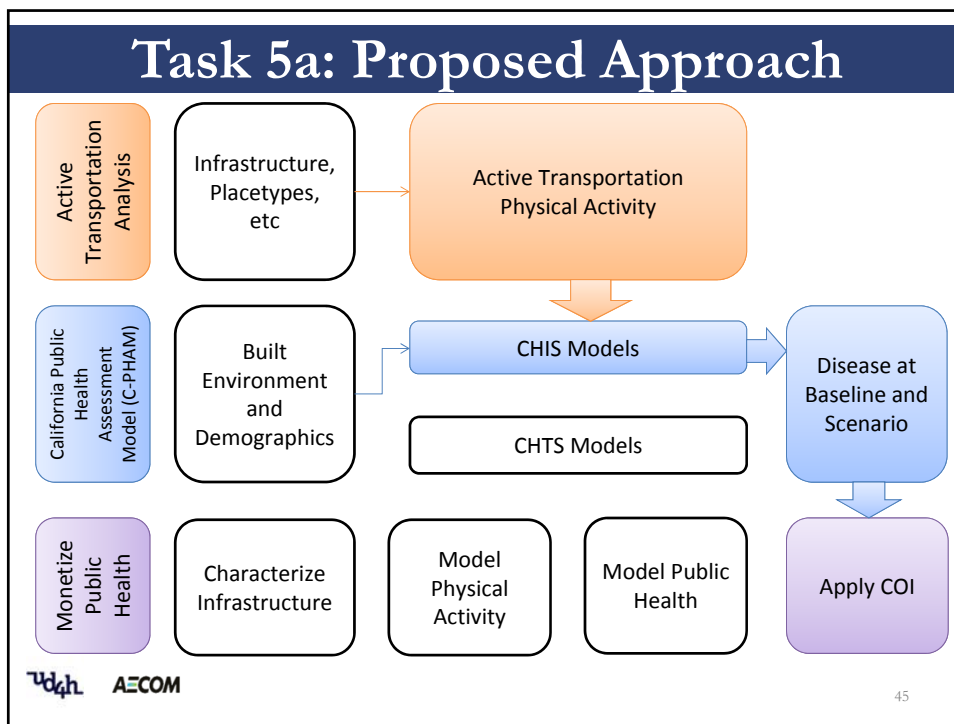 Task 5a: Proposed Approach
Active
Transportation
Analysis
Infrastructure,
Placetypes,
etc
Active Transportation
Physical Activity
California Public
Health
Assessment
Model (C-PHAM)
Built
Environment
and
Demographics
CHIS Models
CHTS Models
Disease at
Baseline and
Scenario
Monetize
Public
Health
Characterize
Infrastructure
Model
Physical
Activity
Model Public
Health
Apply COI
ud4h
AECOM
45